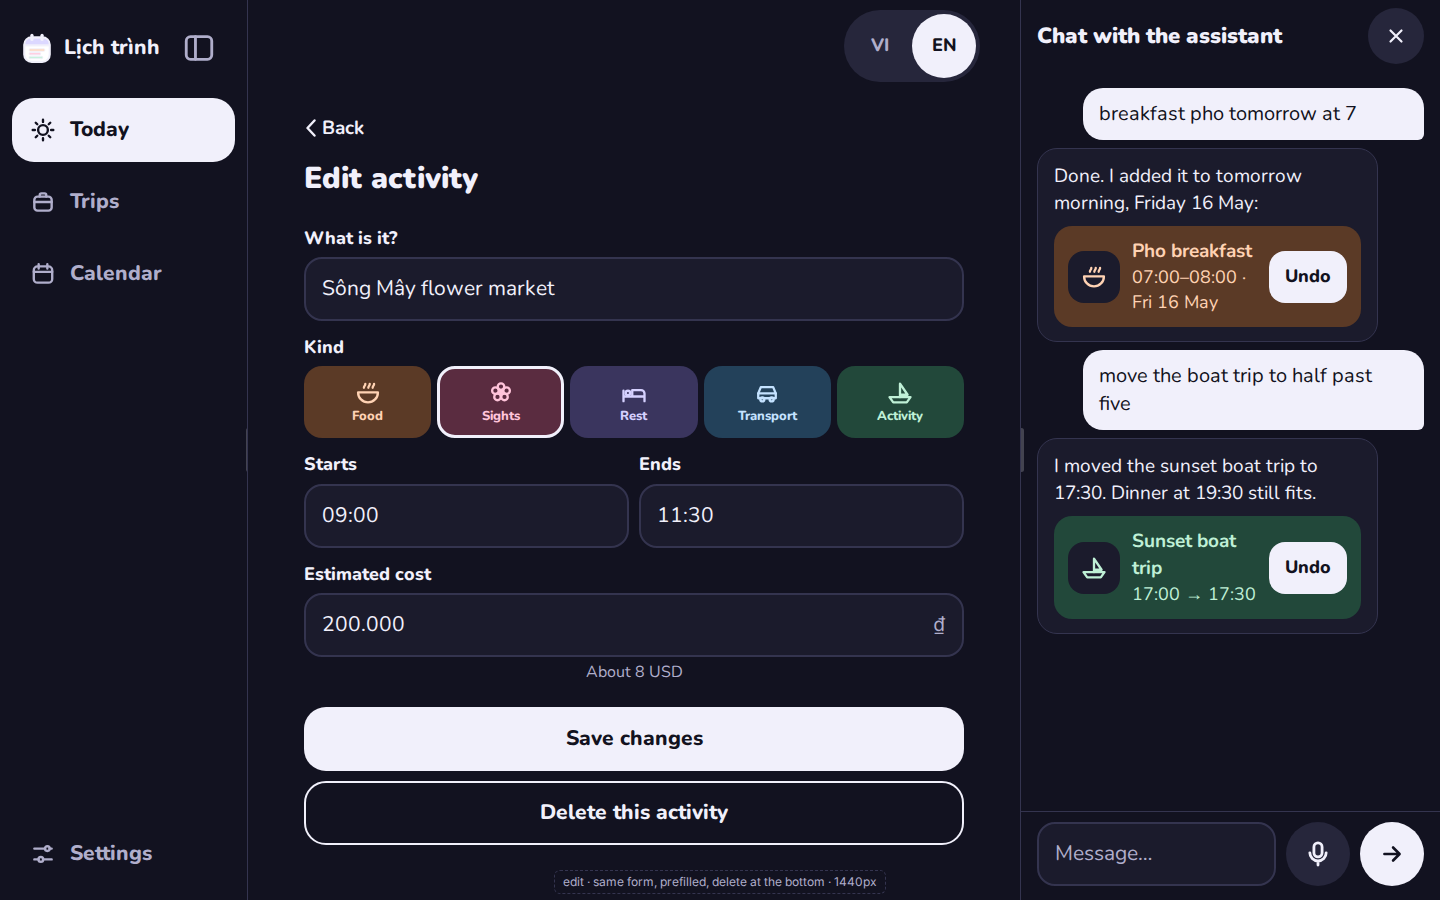 Lịch trình
Today
Trips
Calendar
Settings
VI EN
Back
Edit activity
What is it?
Sông Mây flower market
Kind
Food
Sights
Rest
Transport
Activity
Starts
Ends
09:00
11:30
Estimated cost
200.000 ₫
About 8 USD
Save changes
Delete this activity
edit · same form, prefilled, delete at the bottom · 1440px
Chat with the assistant
breakfast pho tomorrow at 7
Done. I added it to tomorrow
morning, Friday 16 May:
Pho breakfast
07:00–08:00 ·
Fri 16 May
Undo
move the boat trip to half past
five
I moved the sunset boat trip to
17:30. Dinner at 19:30 still fits.
Sunset boat
trip
17:00 → 17:30
Undo
Message...